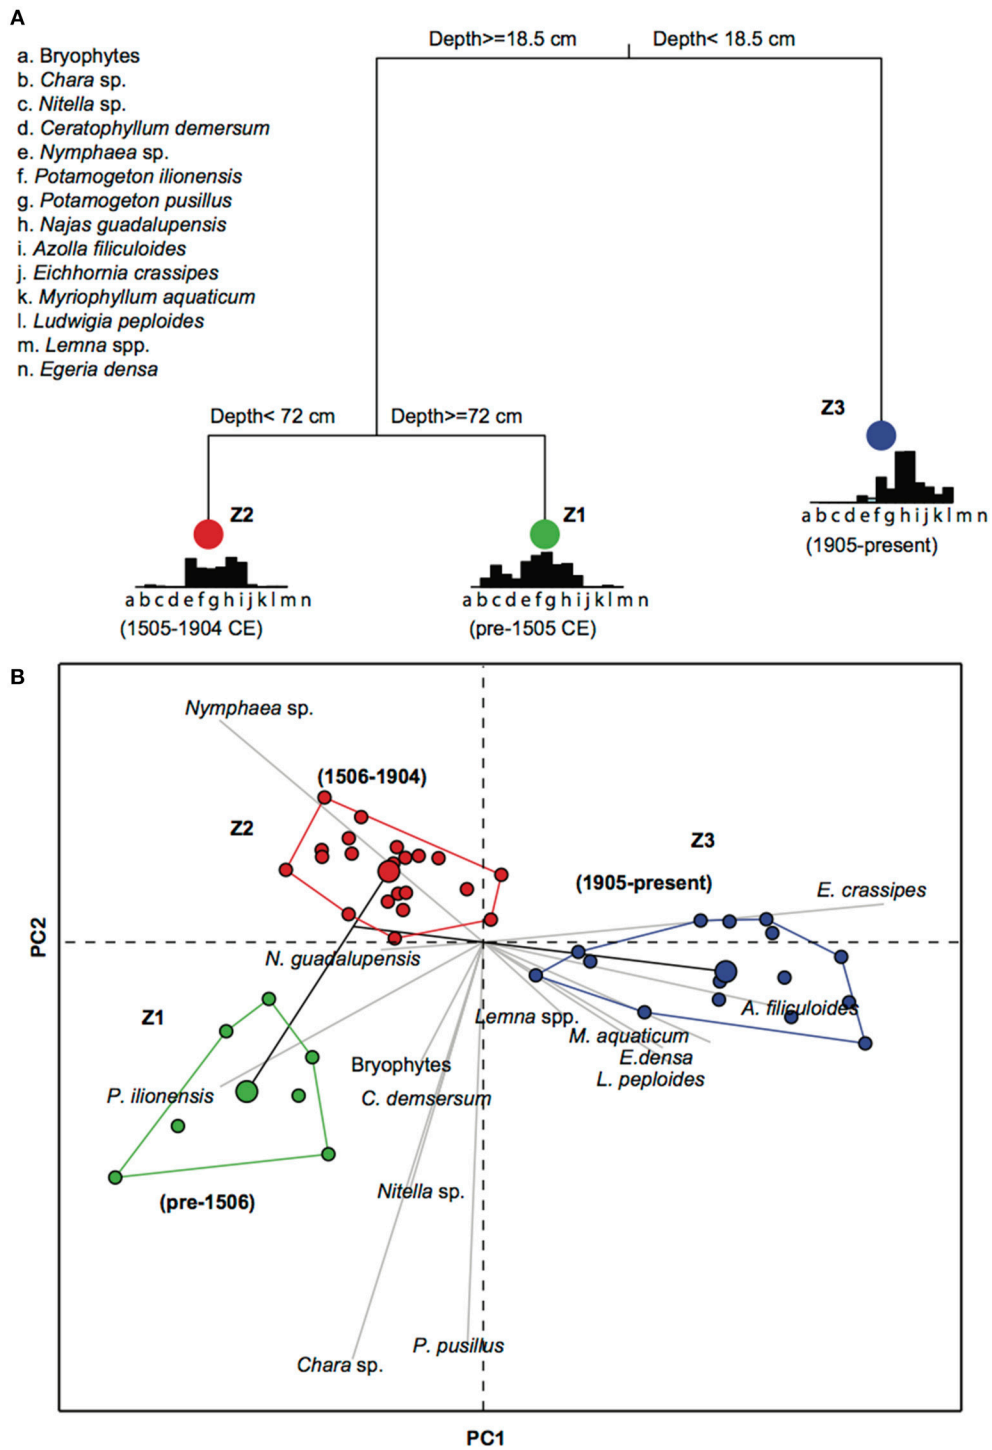 A
Depth>=18.5 cm
Depth< 18.5 cm
a. Bryophytes
b. Chara sp.
c. Nitella sp.
d. Ceratophyllum demersum
e. Nymphaea sp.
f. Potamogeton ilionensis
g. Potamogeton pusillus
h. Najas guadalupensis
i. Azolla filiculoides
j. Eichhornia crassipes
k. Myriophyllum aquaticum
l. Ludwigia peploides
m. Lemna spp.
n. Egeria densa
Depth< 72 cm
Depth>=72 cm
Z3
a b c d e f g h i j k l m n
(1905-present)
Z2
a b c d e f g h i j k l m n
(1505-1904 CE)
Z1
a b c d e f g h i j k l m n
(pre-1505 CE)
B
Nymphaea sp.
(1506-1904)
Z2
Z3
(1905-present)
E. crassipes
PC2
N. guadalupensis
Z1
Lemna spp.
A. filiculoides
M. aquaticum
E.densa
Bryophytes
L. peploides
P. ilionensis
C. demsersum
Nitella sp.
(pre-1506)
P. pusillus
Chara sp.
PC1